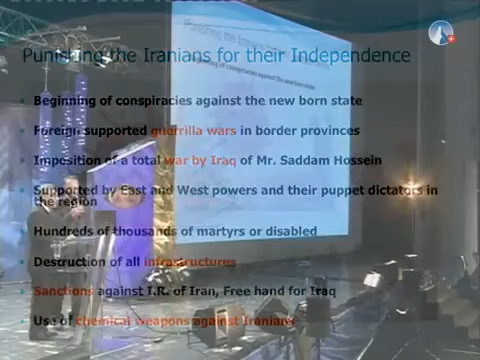 Punishing the Iranians for their Independence
Beginning of conspiracies against the new born state
Foreign supported guerrilla wars in border provinces
Imposition of a total war by Iraq of Mr. Saddam Hossein
Supported by East and West powers and their puppet dictators in
the region
Hundreds of thousands of martyrs or disabled
Destruction of all infrastructures
Sanctions against I.R. of Iran, Free hand for Iraq
Use of chemical weapons against Iranians